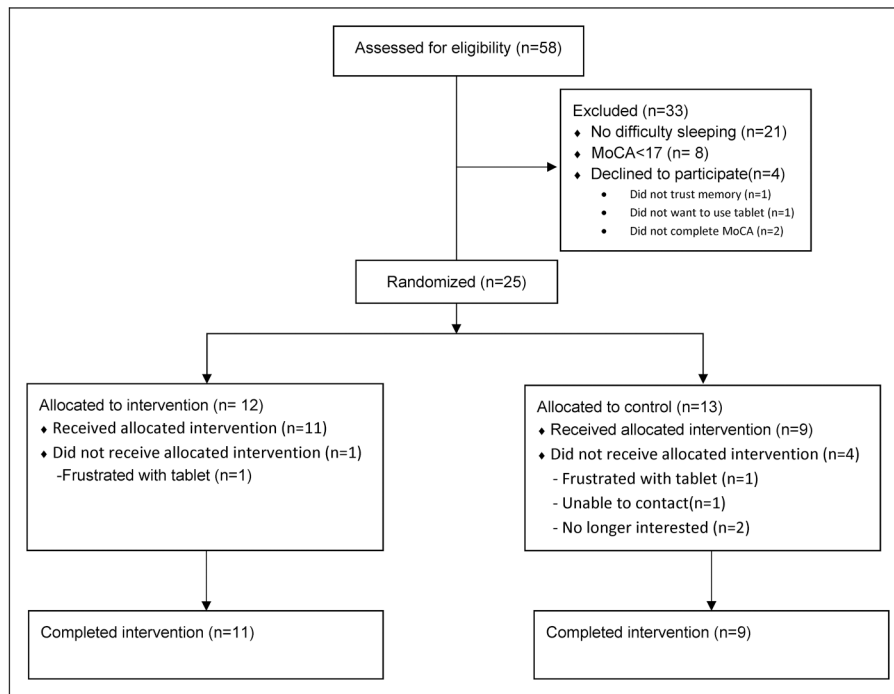 Assessed for eligibility (n=58)
Excluded (n=33)
♦ No difficulty sleeping (n=21)
♦ MoCA<17 (n= 8)
♦ Declined to participate(n=4)
• Did not trust memory (n=1)
• Did not want to use tablet (n=1)
• Did not complete MoCA (n=2)
Randomized (n=25)
Allocated to intervention (n= 12)
♦ Received allocated intervention (n=11)
♦ Did not receive allocated intervention (n=1)
-Frustrated with tablet (n=1)
Allocated to control (n=13)
♦ Received allocated intervention (n=9)
♦ Did not receive allocated intervention (n=4)
- Frustrated with tablet (n=1)
- Unable to contact(n=1)
- No longer interested (n=2)
Completed intervention (n=11)
Completed intervention (n=9)